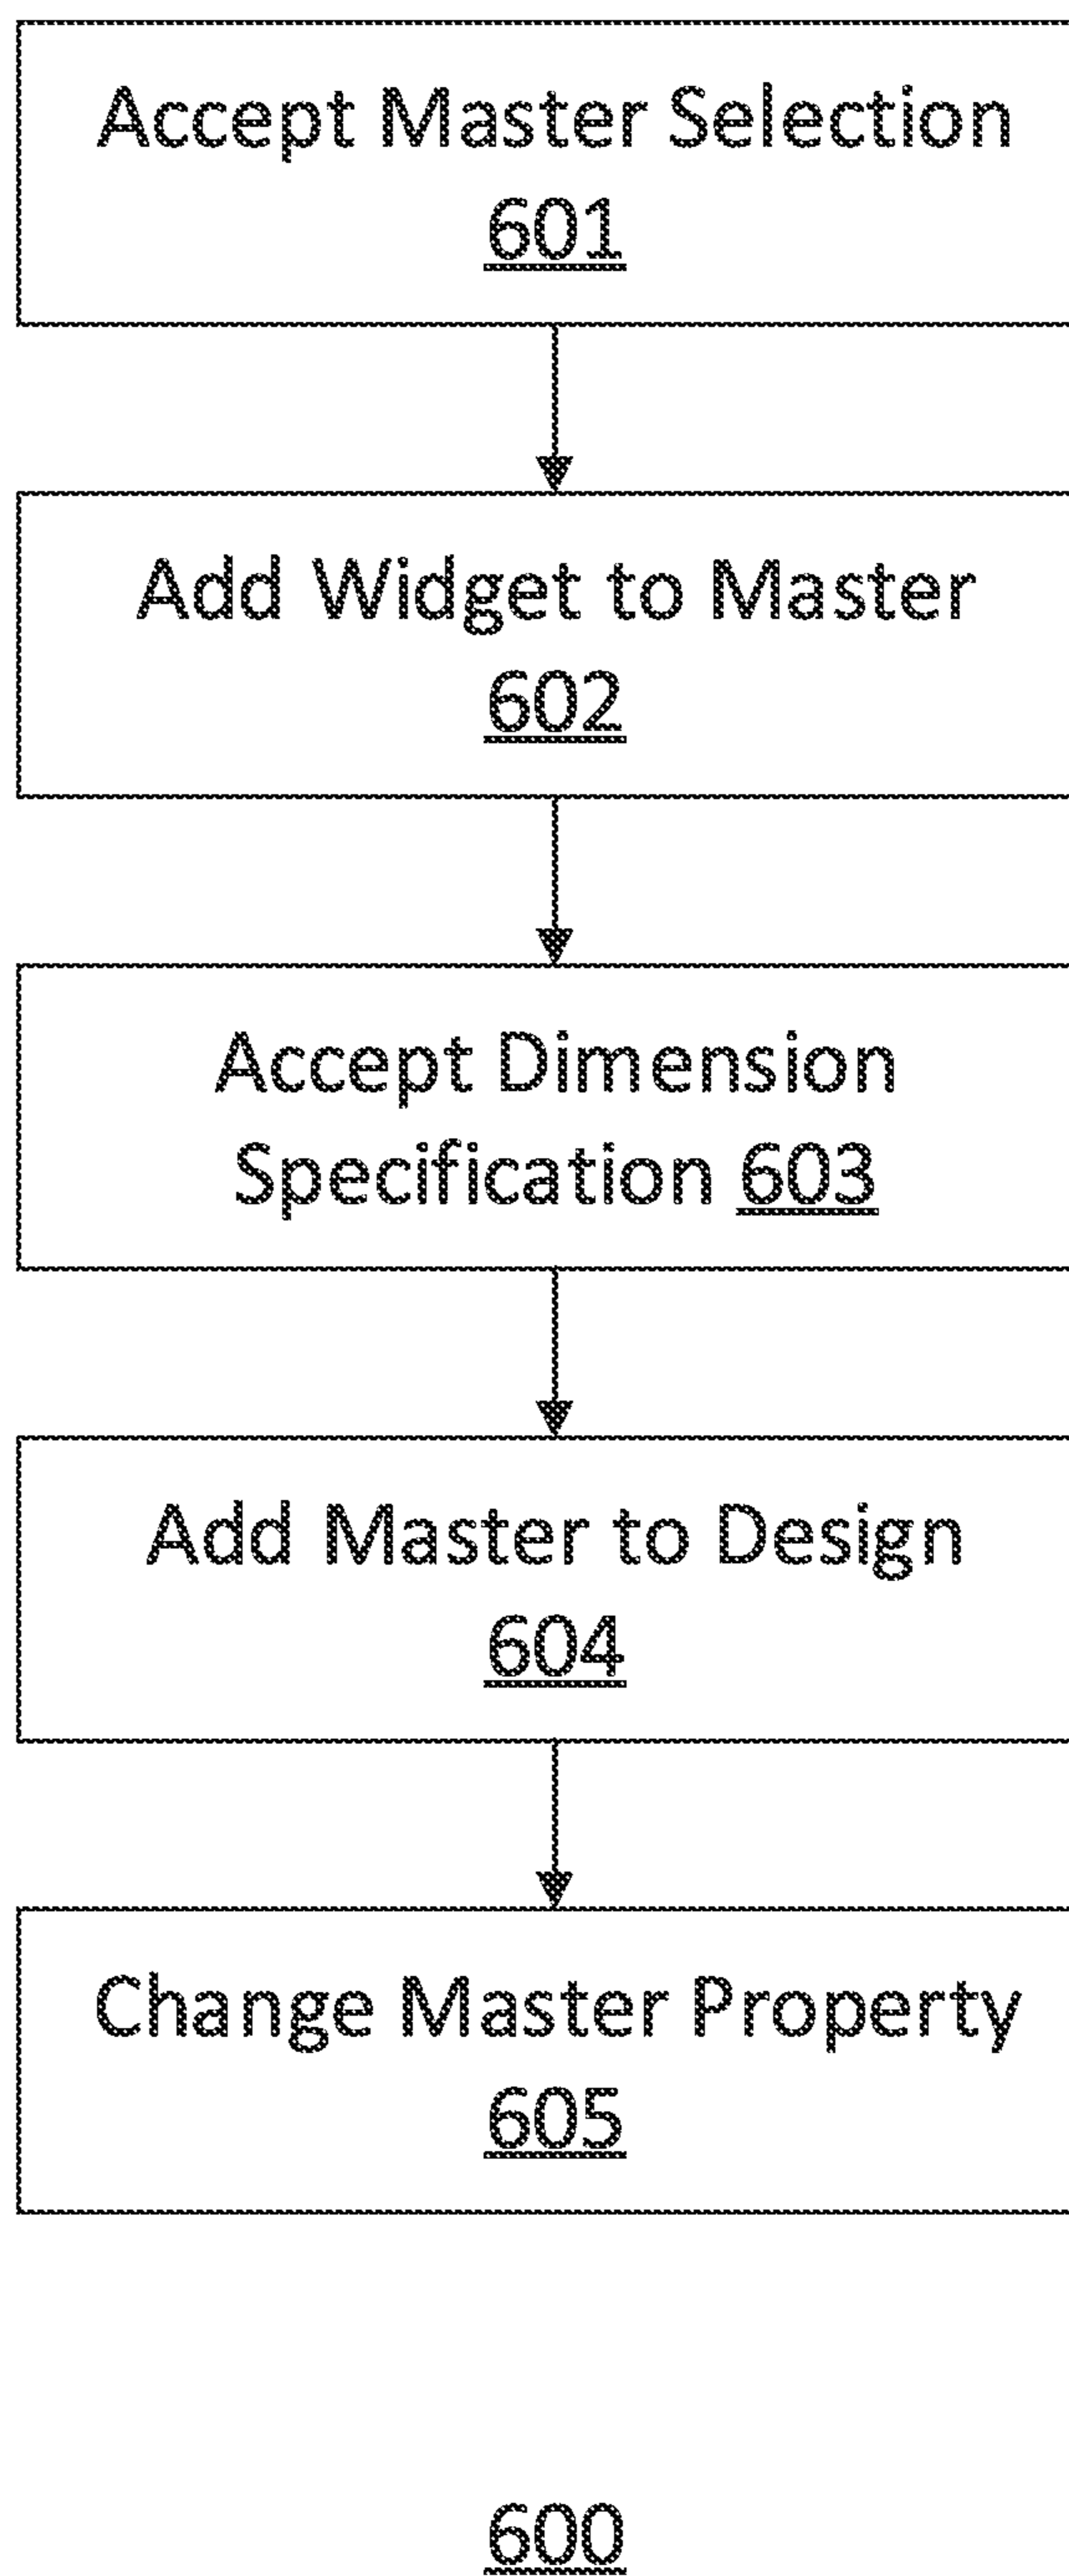 Accept Master Selection
601
Add Widget to Master
602
Accept Dimension
Specification 603
Add Master to Design
604
Change Master Property
605
600